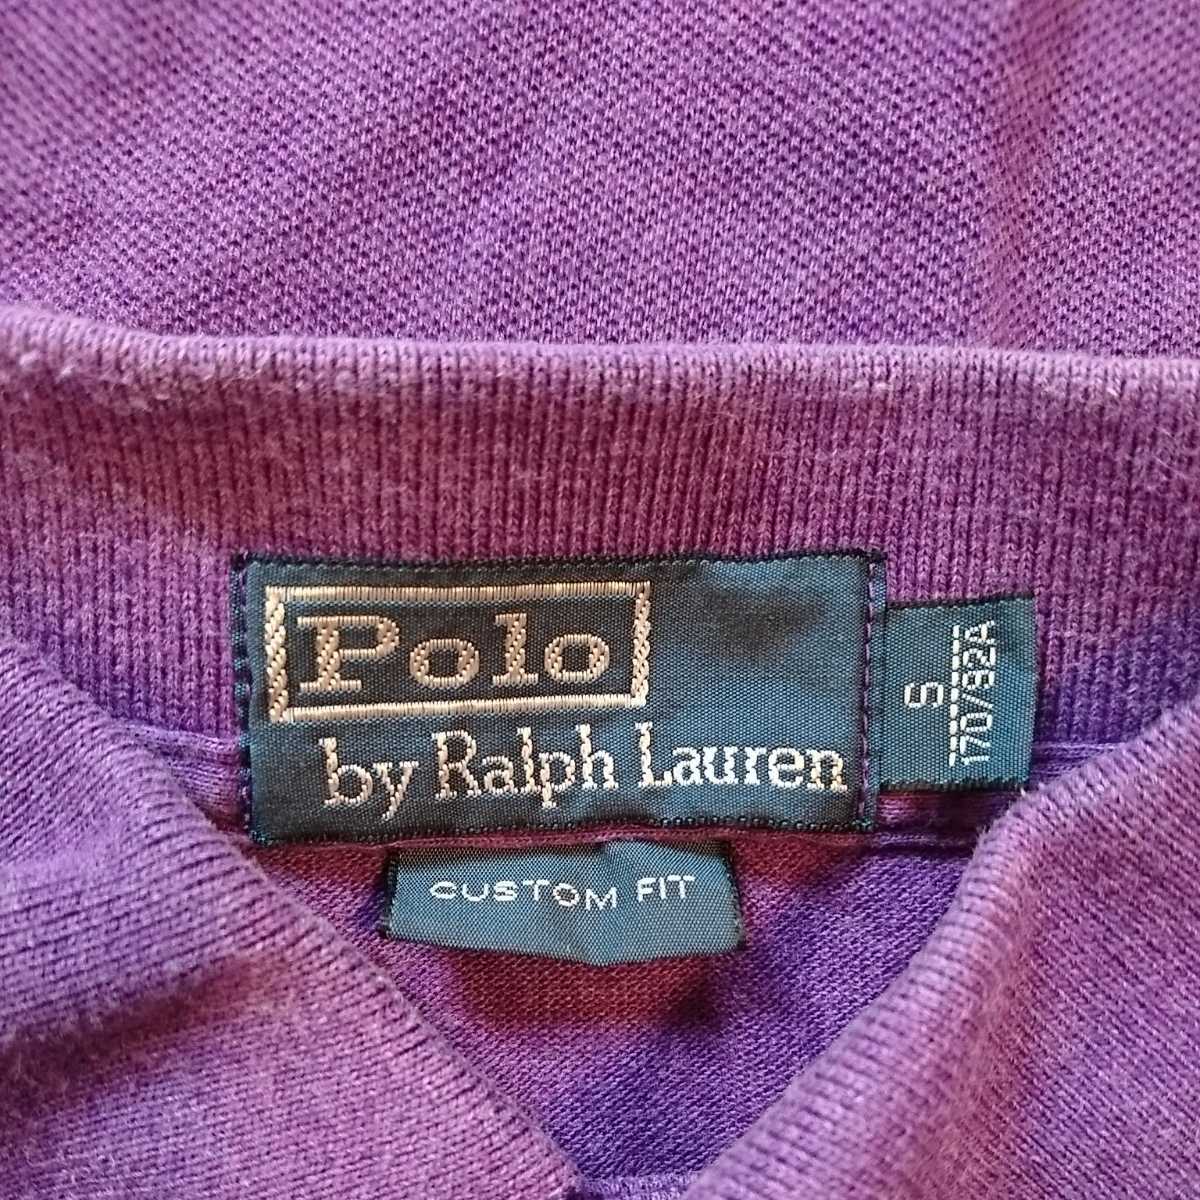 Polo
by Ralph Lauren
S
170/92A
CUSTOM FIT